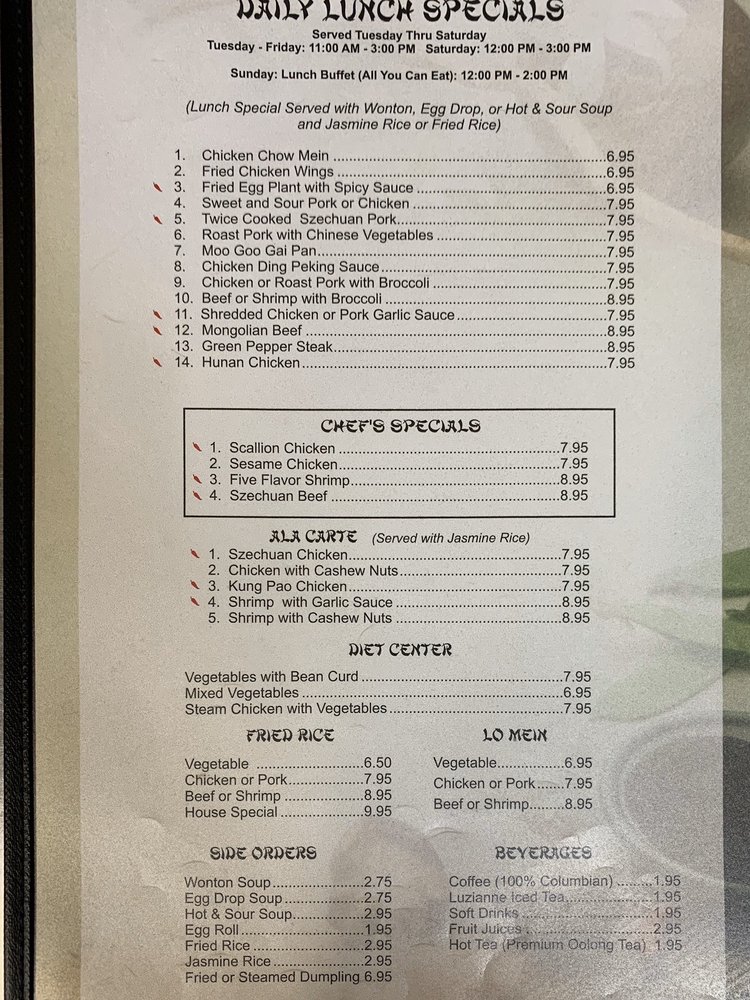 DAILY LUNCH SPECIALS
Served Tuesday Thru Saturday
Tuesday - Friday: 11:00 AM - 3:00 PM Saturday: 12:00 PM - 3:00 PM
Sunday: Lunch Buffet (All You Can Eat): 12:00 PM - 2:00 PM
(Lunch Special Served with Wonton, Egg Drop, or Hot & Sour Soup
and Jasmine Rice or Fried Rice)
1. Chicken Chow Mein 6.95
2. Fried Chicken Wings 6.95
3. Fried Egg Plant with Spicy Sauce 6.95
4. Sweet and Sour Pork or Chicken 7.95
5. Twice Cooked Szechuan Pork 7.95
6. Roast Pork with Chinese Vegetables 7.95
7. Moo Goo Gai Pan 7.95
8. Chicken Ding Peking Sauce 7.95
9. Chicken or Roast Pork with Broccoli 7.95
10. Beef or Shrimp with Broccoli 8.95
11. Shredded Chicken or Pork Garlic Sauce 7.95
12. Mongolian Beef 8.95
13. Green Pepper Steak 8.95
14. Hunan Chicken 7.95
CHEF'S SPECIALS
1. Scallion Chicken 7.95
2. Sesame Chicken 7.95
3. Five Flavor Shrimp 8.95
4. Szechuan Beef 8.95
ALA CARTE (Served with Jasmine Rice)
1. Szechuan Chicken 7.95
2. Chicken with Cashew Nuts 7.95
3. Kung Pao Chicken 7.95
4. Shrimp with Garlic Sauce 8.95
5. Shrimp with Cashew Nuts 8.95
DIET CENTER
Vegetables with Bean Curd 7.95
Mixed Vegetables 6.95
Steam Chicken with Vegetables 7.95
FRIED RICE
Vegetable 6.50
Chicken or Pork 7.95
Beef or Shrimp 8.95
House Special 9.95
LO MEIN
Vegetable 6.95
Chicken or Pork 7.95
Beef or Shrimp 8.95
SIDE ORDERS
Wonton Soup 2.75
Egg Drop Soup 2.75
Hot & Sour Soup 2.95
Egg Roll 1.95
Fried Rice 2.95
Jasmine Rice 2.95
Fried or Steamed Dumpling 6.95
BEVERAGES
Coffee (100% Columbian) 1.95
Luzianne Iced Tea 1.95
Soft Drinks 1.95
Fruit Juices 2.95
Hot Tea (Premium Oolong Tea) 1.95